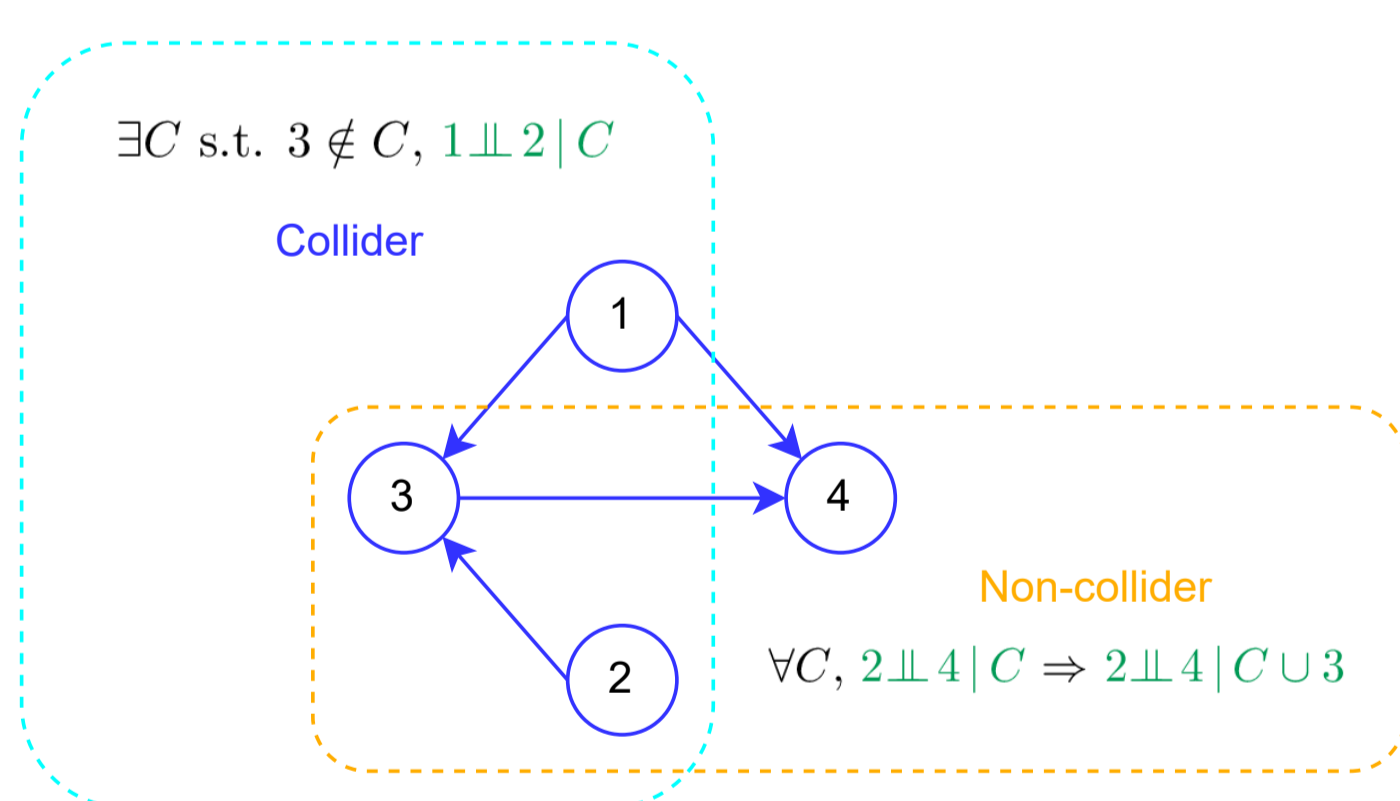 ∃C s.t. 3 ∉ C, 1 ⫫ 2 | C
Collider
1
3
4
Non-collider
2
∀C, 2 ⫫ 4 | C ⇒ 2 ⫫ 4 | C ∪ 3